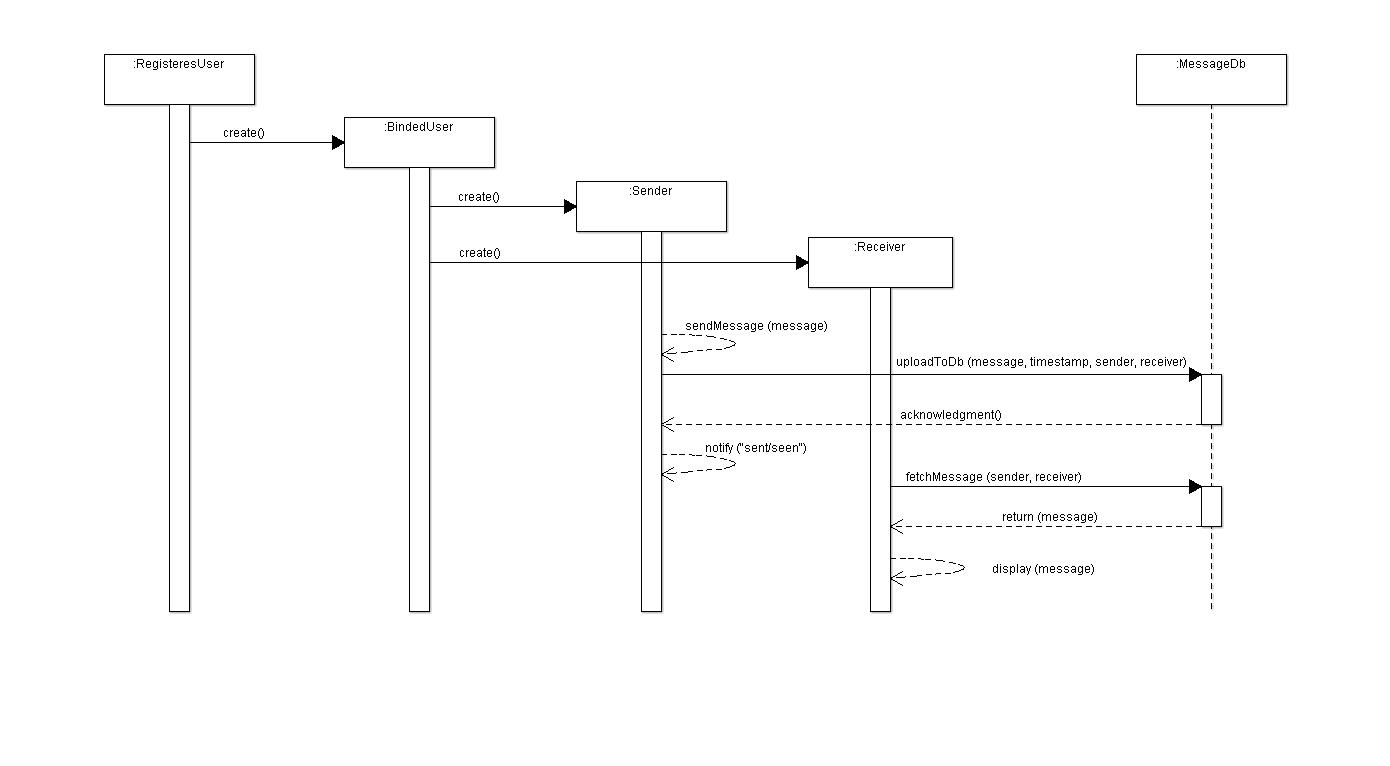 :RegisteresUser
:MessageDb
:BindedUser
create()
:Sender
create()
:Receiver
create()
sendMessage (message)
uploadToDb (message, timestamp, sender, receiver)
acknowledgment()
notify ("sent/seen")
fetchMessage (sender, receiver)
return (message)
display (message)